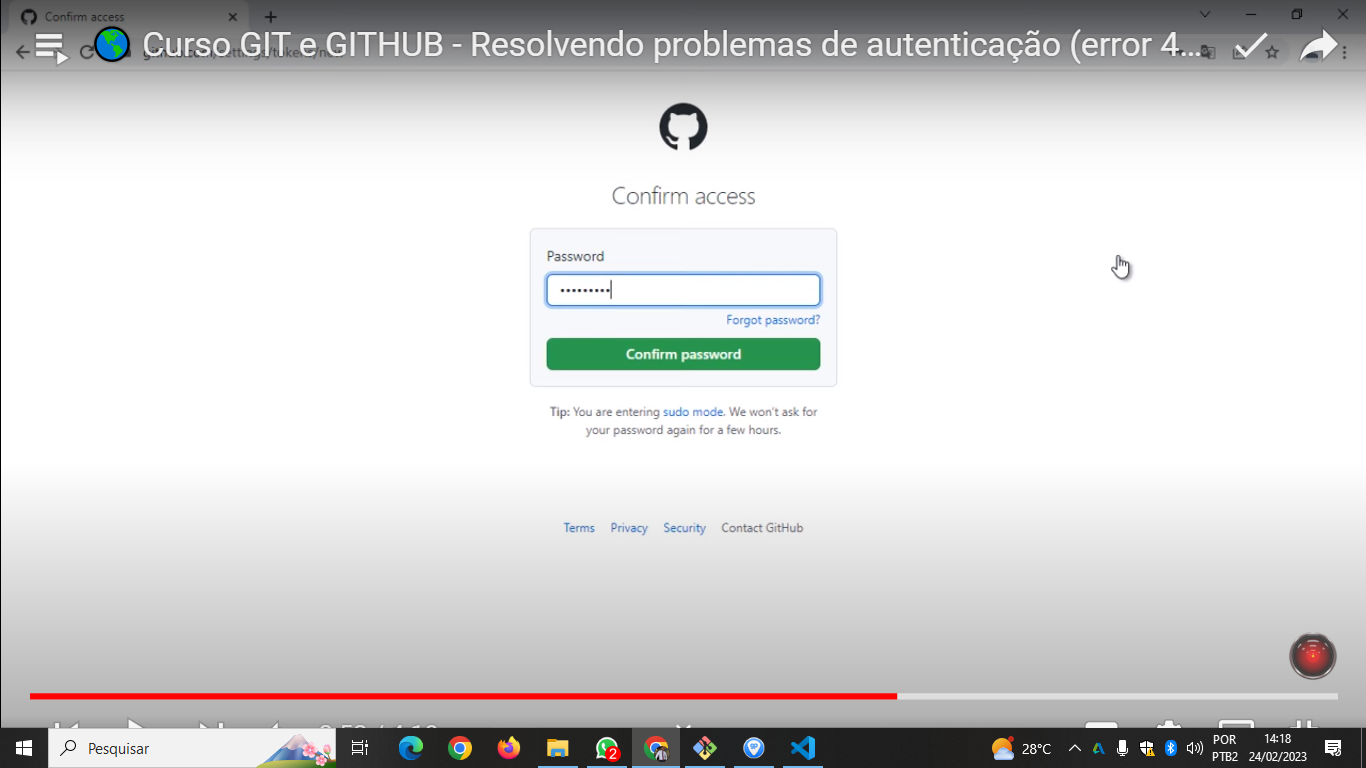 Confirm access
Curso GIT e GITHUB - Resolvendo problemas de autenticação (error 4...
Confirm access
Password
•••••••••
Forgot password?
Confirm password
Tip: You are entering sudo mode. We won't ask for
your password again for a few hours.
Terms Privacy Security Contact GitHub
Pesquisar
2
28°C
POR
PTB2
14:18
24/02/2023